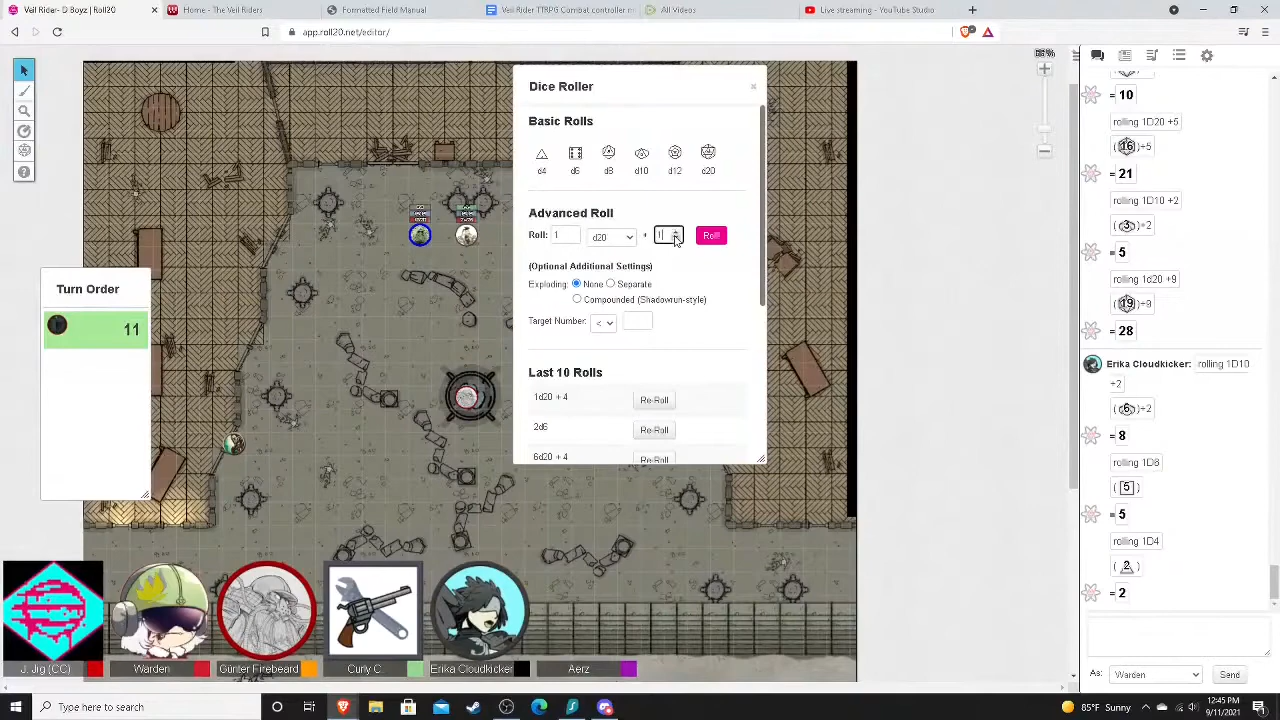 Veil Rider - D Boyz | Roll20
Home - The Veil Riders
Formatted Field Manual
Veil Rider TTRPG Combat controller
All Videos
Live streaming - YouTube Studio
app.roll20.net/editor/
Dice Roller
Basic Rolls
d4 d6 d8 d10 d12 d20
Advanced Roll
Roll: 1 d20 + 1 Roll!
(Optional Additional Settings)
Exploding: None Separate
Compounded (Shadowrun-style)
Target Number: <
Last 10 Rolls
1d20 + 4 Re-Roll
2d6 Re-Roll
6d20 + 4 Re-Roll
Turn Order
11
= 10
rolling 1D20 +5
(16)+5
= 21
rolling 1D10 +2
(3)+2
= 5
rolling 1d20 +9
(19)+9
= 28
Erika Cloudkicker: rolling 1D10
+2
(6)+2
= 8
rolling 1D8
(5)
= 5
rolling 1D4
(2)
= 2
As: Warden Send
Warden
Günter Firebeard
Curly C
Erika Cloudkicker
Aerz
Type here to search
85°F Sunny
12:45 PM
9/11/2021